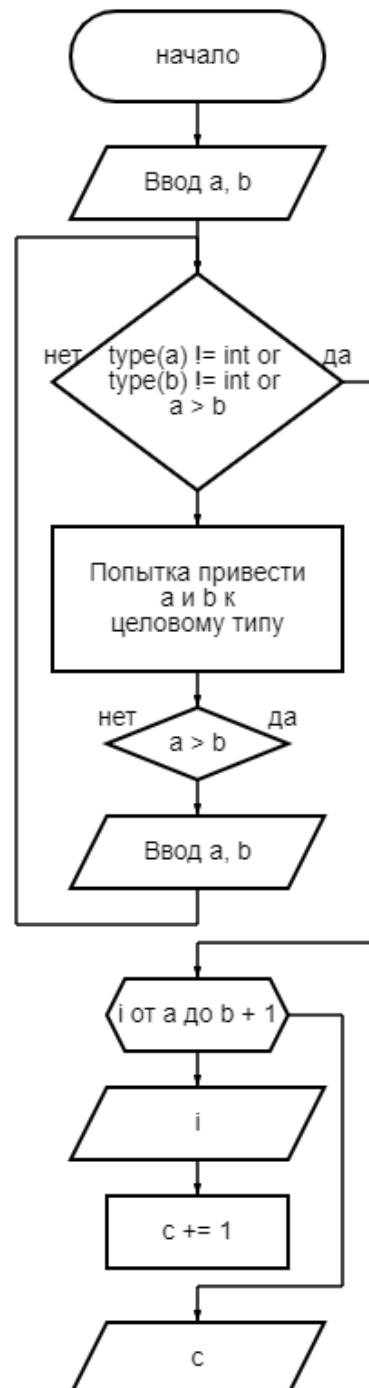 начало
Ввод a, b
нет
type(a) != int or
да
type(b) != int or
a > b
Попытка привести
a и b к
целовому типу
нет
да
a > b
Ввод a, b
i от a до b + 1
i
c += 1
c